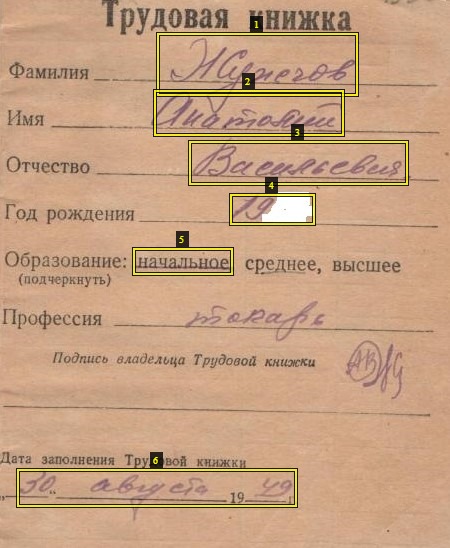 Трудовая книжка
Фамилия
Имя Анатолий
Отчество Васильевич
Год рождения 19
Образование: начальное среднее, высшее
(подчеркнуть)
Профессия токарь
Подпись владельца Трудовой книжки
Дата заполнения Трудовой книжки
„30“ августа 1949 г.
1
2
3
4
5
6